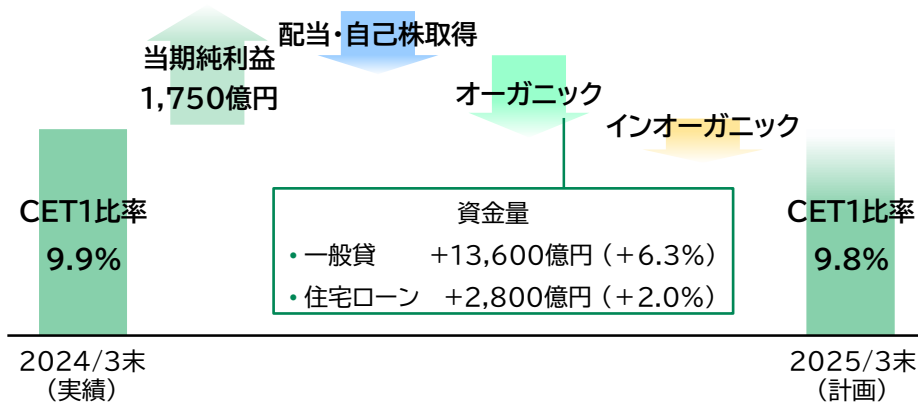 当期純利益
1,750億円
配当・自己株取得
オーガニック
インオーガニック
CET1比率
9.9%
資金量
・一般貸 +13,600億円(+6.3%)
・住宅ローン +2,800億円(+2.0%)
CET1比率
9.8%
2024/3末
(実績)
2025/3末
(計画)